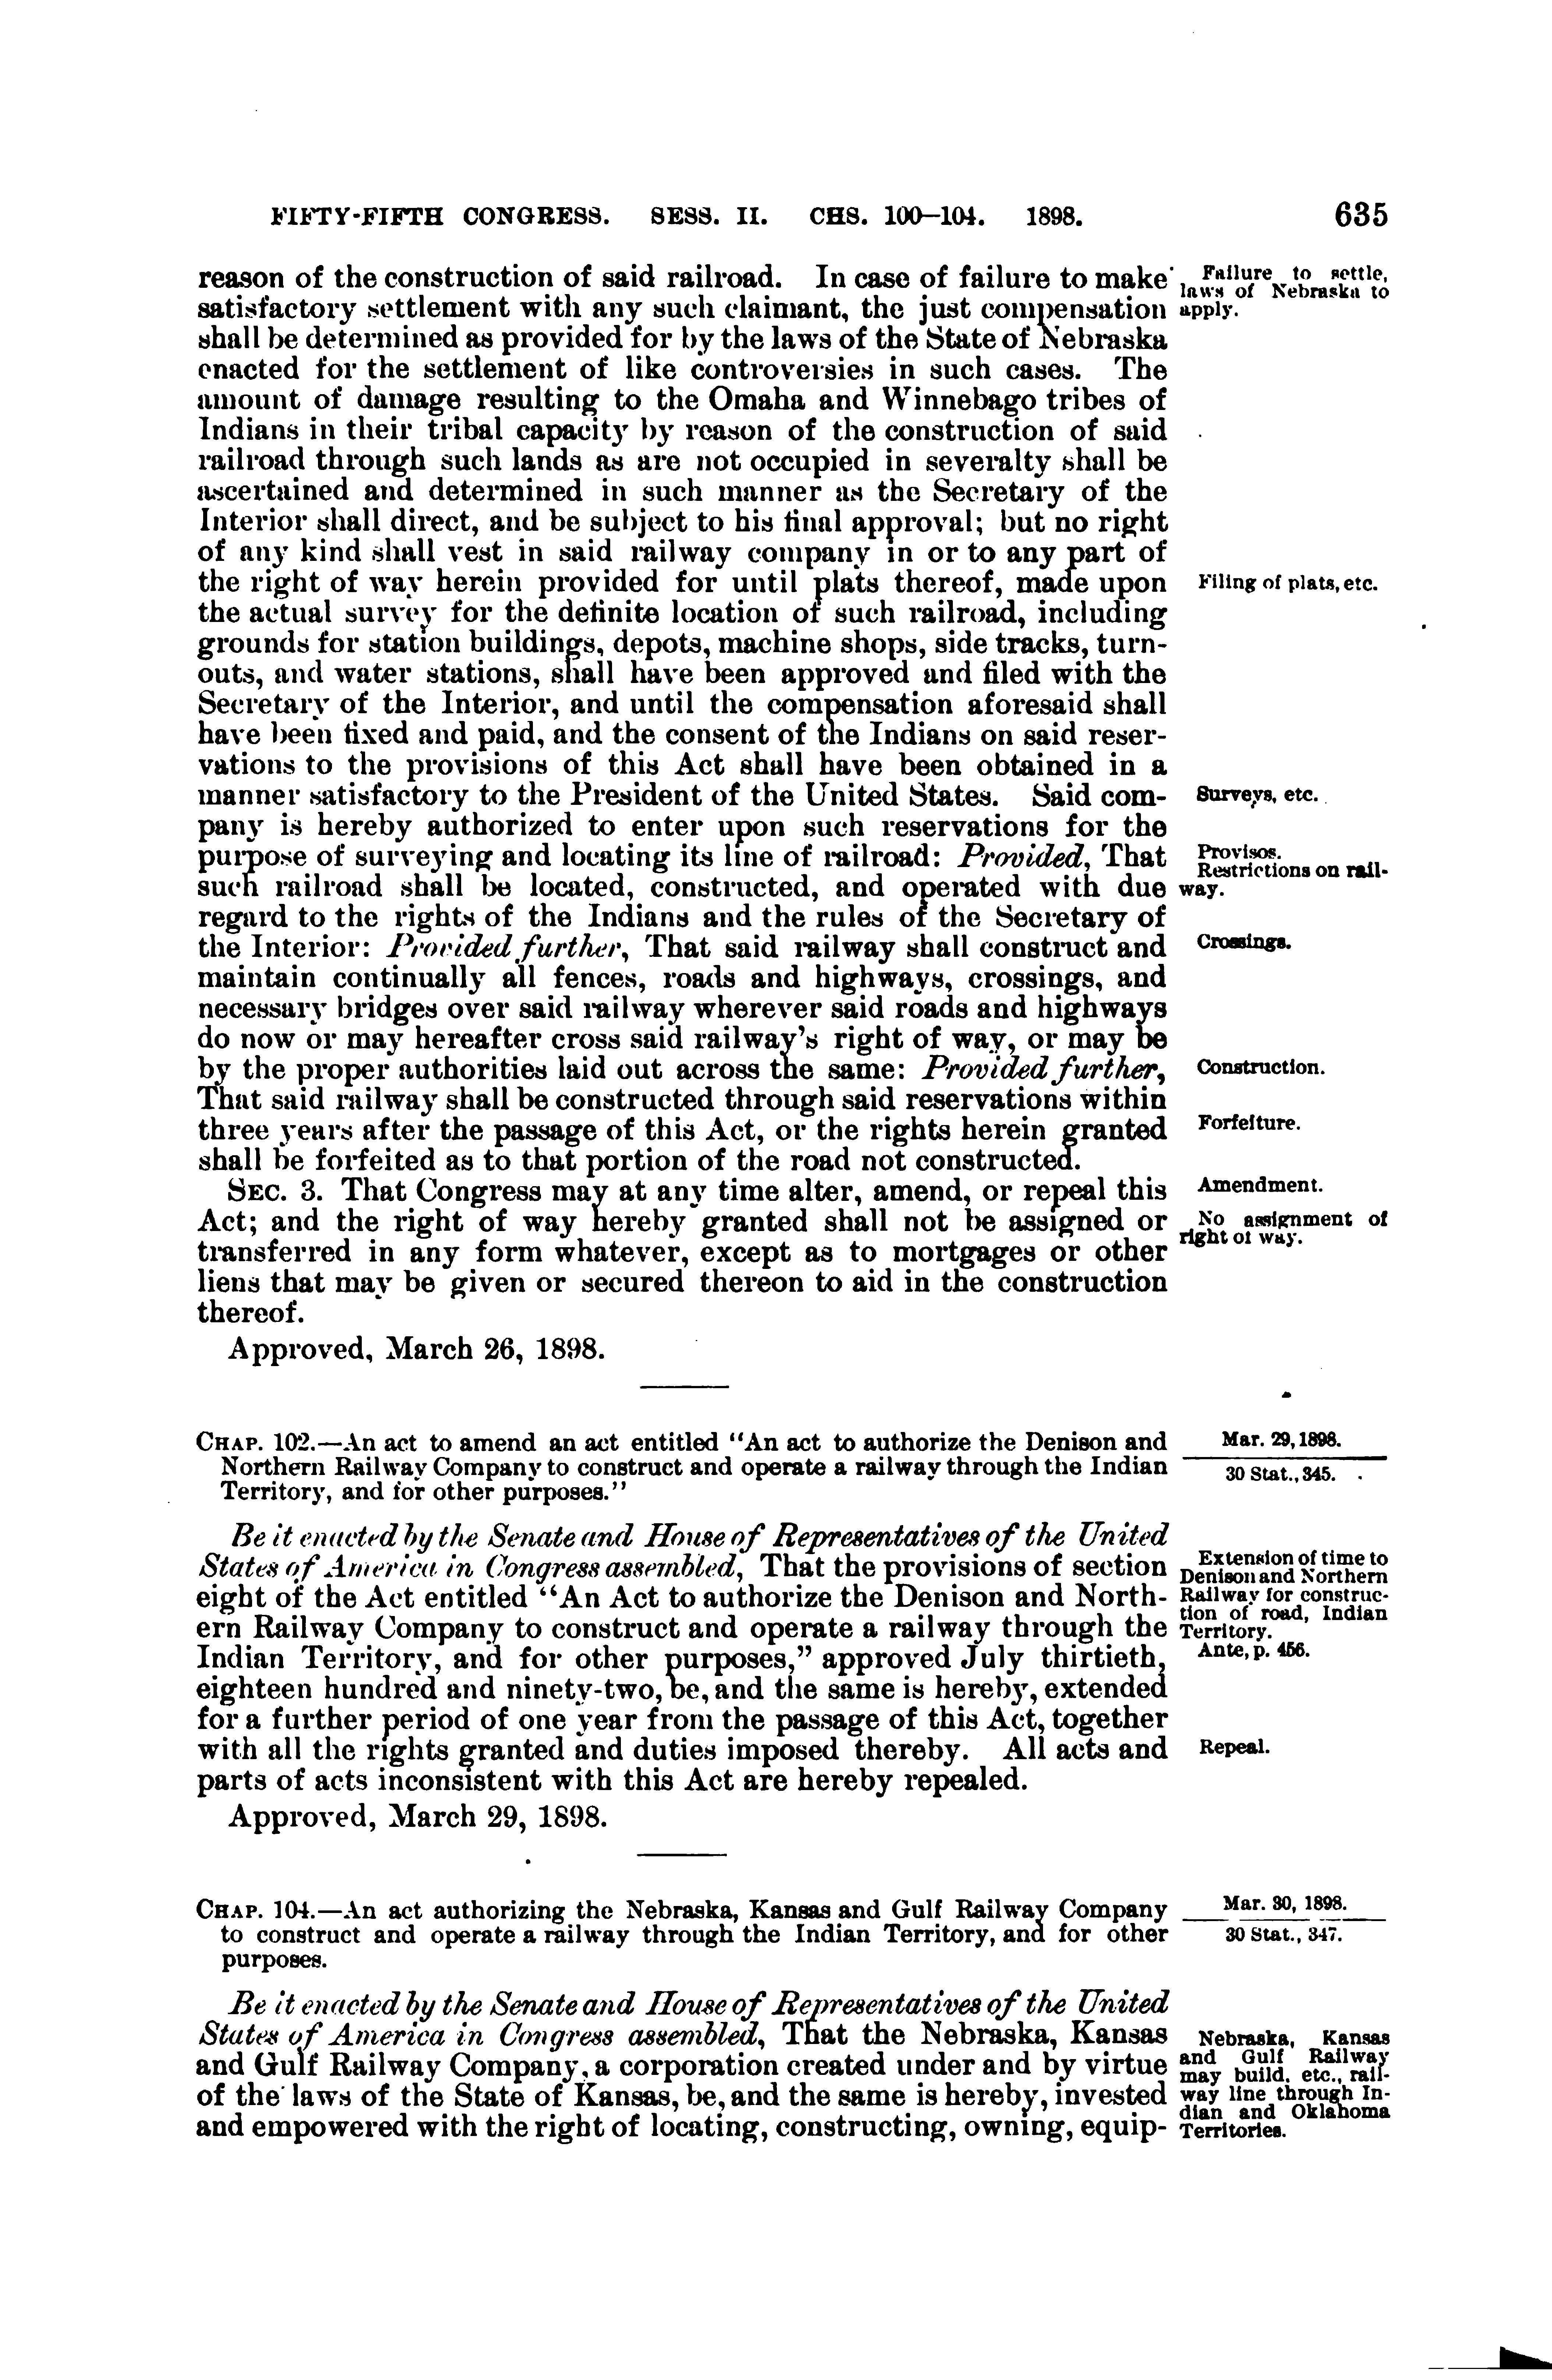 FIFTY-FIFTH CONGRESS. SESS. II. CHS. 100–104. 1898. 635
reason of the construction of said railroad. In case of failure to make
satisfactory settlement with any such claimant, the just compensation
shall be determined as provided for by the laws of the State of Nebraska
enacted for the settlement of like controversies in such cases. The
amount of damage resulting to the Omaha and Winnebago tribes of
Indians in their tribal capacity by reason of the construction of said
railroad through such lands as are not occupied in severalty shall be
ascertained and determined in such manner as the Secretary of the
Interior shall direct, and be subject to his final approval; but no right
of any kind shall vest in said railway company in or to any part of
the right of way herein provided for until plats thereof, made upon
the actual survey for the definite location of such railroad, including
grounds for station buildings, depots, machine shops, side tracks, turn-
outs, and water stations, shall have been approved and filed with the
Secretary of the Interior, and until the compensation aforesaid shall
have been fixed and paid, and the consent of the Indians on said reser-
vations to the provisions of this Act shall have been obtained in a
manner satisfactory to the President of the United States. Said com-
pany is hereby authorized to enter upon such reservations for the
purpose of surveying and locating its line of railroad: Provided, That
such railroad shall be located, constructed, and operated with due
regard to the rights of the Indians and the rules of the Secretary of
the Interior: Provided further, That said railway shall construct and
maintain continually all fences, roads and highways, crossings, and
necessary bridges over said railway wherever said roads and highways
do now or may hereafter cross said railway's right of way, or may be
by the proper authorities laid out across the same: Provided further,
That said railway shall be constructed through said reservations within
three years after the passage of this Act, or the rights herein granted
shall be forfeited as to that portion of the road not constructed.
SEC. 3. That Congress may at any time alter, amend, or repeal this
Act; and the right of way hereby granted shall not be assigned or
transferred in any form whatever, except as to mortgages or other
liens that may be given or secured thereon to aid in the construction
thereof.
Approved, March 26, 1898.
Failure to settle,
laws of Nebraska to
apply.
Filing of plats, etc.
Surveys, etc.
Provisos.
Restrictions on rail-
way.
Crossings.
Construction.
Forfeiture.
Amendment.
No assignment of
right of way.
CHAP. 102.—An act to amend an act entitled "An act to authorize the Denison and
Northern Railway Company to construct and operate a railway through the Indian
Territory, and for other purposes."
Mar. 29, 1898.
30 Stat., 345.
Be it enacted by the Senate and House of Representatives of the United
States of America in Congress assembled, That the provisions of section
eight of the Act entitled "An Act to authorize the Denison and North-
ern Railway Company to construct and operate a railway through the
Indian Territory, and for other purposes," approved July thirtieth,
eighteen hundred and ninety-two, be, and the same is hereby, extended
for a further period of one year from the passage of this Act, together
with all the rights granted and duties imposed thereby. All acts and
parts of acts inconsistent with this Act are hereby repealed.
Approved, March 29, 1898.
Extension of time to
Denison and Northern
Railway for construc-
tion of road, Indian
Territory.
Ante, p. 456.
Repeal.
CHAP. 104.—An act authorizing the Nebraska, Kansas and Gulf Railway Company
to construct and operate a railway through the Indian Territory, and for other
purposes.
Mar. 30, 1898.
30 Stat., 347.
Be it enacted by the Senate and House of Representatives of the United
States of America in Congress assembled, That the Nebraska, Kansas
and Gulf Railway Company, a corporation created under and by virtue
of the laws of the State of Kansas, be, and the same is hereby, invested
and empowered with the right of locating, constructing, owning, equip-
Nebraska, Kansas
and Gulf Railway
may build, etc., rail-
way line through In-
dian and Oklahoma
Territories.